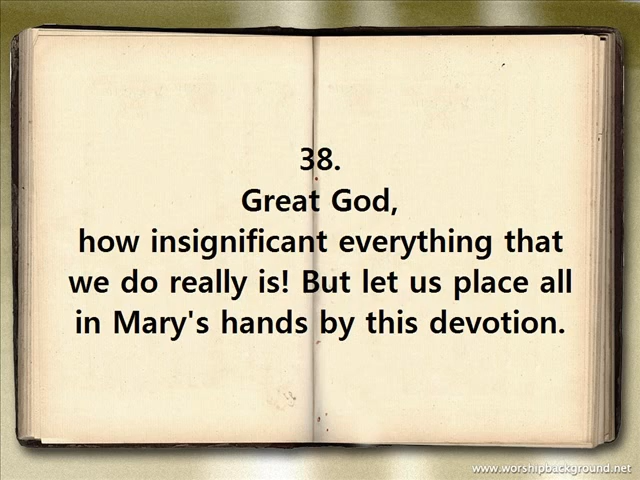 38.
Great God,
how insignificant everything that
we do really is! But let us place all
in Mary's hands by this devotion.
www.worshipbackground.net